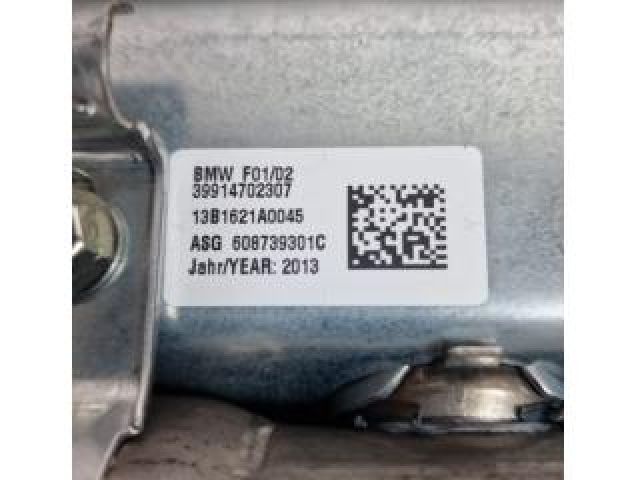 BMW F01/02
39914702307
13B1621A0045
ASG 608739301C
Jahr/YEAR: 2013